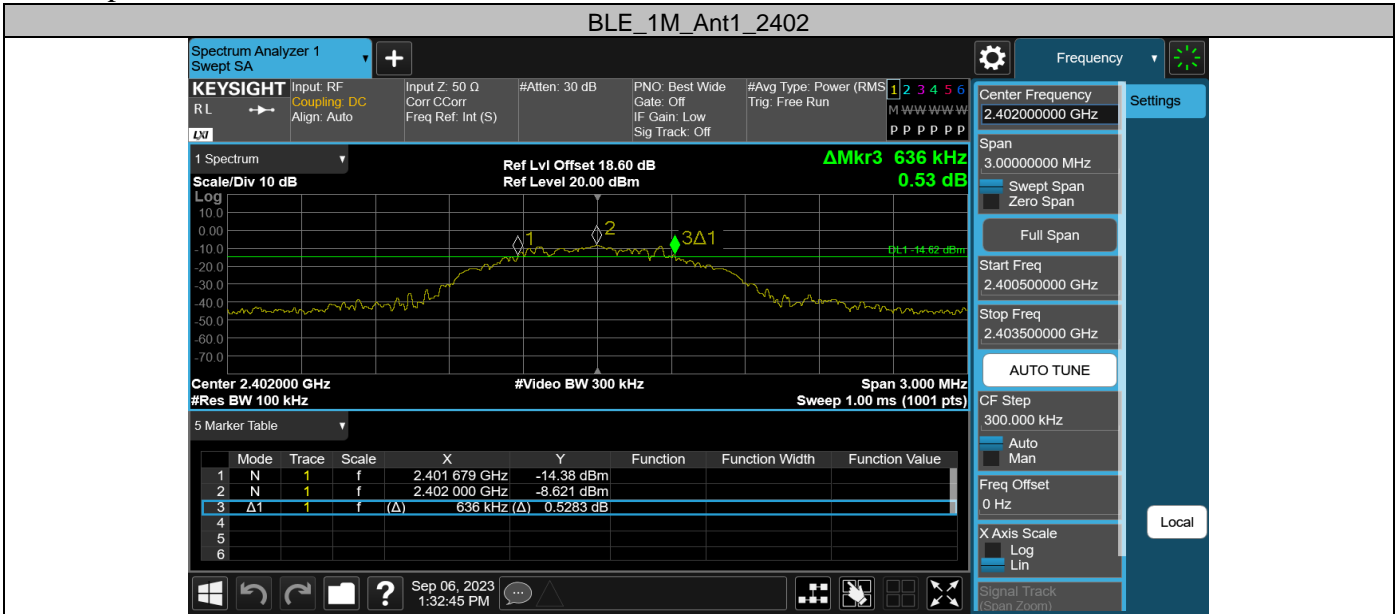 BLE_1M_Ant1_2402
Spectrum Analyzer 1
Swept SA
+
Frequency
KEYSIGHT
RL
LXI
Input: RF
Coupling: DC
Align: Auto
Input Z: 50 Ω
Corr CCorr
Freq Ref: Int (S)
#Atten: 30 dB
PNO: Best Wide
Gate: Off
IF Gain: Low
Sig Track: Off
#Avg Type: Power (RMS
Trig: Free Run
1 2 3 4 5 6
M W W W W W
P P P P P P
Center Frequency
2.402000000 GHz
Settings
Span
3.00000000 MHz
Swept Span
Zero Span
Full Span
Start Freq
2.400500000 GHz
Stop Freq
2.403500000 GHz
AUTO TUNE
CF Step
300.000 kHz
Auto
Man
Freq Offset
0 Hz
X Axis Scale
Log
Lin
Signal Track
(Span Zoom)
Local
1 Spectrum
Scale/Div 10 dB
Ref Lvl Offset 18.60 dB
Ref Level 20.00 dBm
ΔMkr3 636 kHz
0.53 dB
Log
10.0
0.00
-10.0
-20.0
-30.0
-40.0
-50.0
-60.0
-70.0
1
2
3Δ1
DL1 -14.62 dBm
Center 2.402000 GHz
#Res BW 100 kHz
#Video BW 300 kHz
Span 3.000 MHz
Sweep 1.00 ms (1001 pts)
5 Marker Table
Mode Trace Scale X Y Function Function Width Function Value
1 N 1 f 2.401 679 GHz -14.38 dBm
2 N 1 f 2.402 000 GHz -8.621 dBm
3 Δ1 1 f (Δ) 636 kHz (Δ) 0.5283 dB
4
5
6
?
Sep 06, 2023
1:32:45 PM